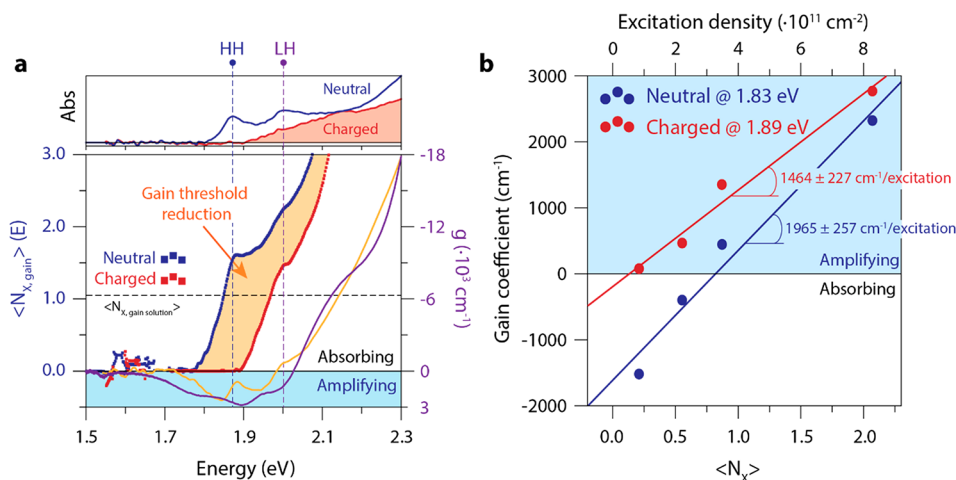 a
HH
LH
Abs
Neutral
Charged
<N_X, gain> (E)
3.0
2.0
1.0
0.0
Gain threshold
reduction
Neutral
Charged
<N_X, gain solution>
Absorbing
Amplifying
-18
-12
-6
0
3
g (·10³ cm⁻¹)
1.5
1.7
1.9
2.1
2.3
Energy (eV)
b
Excitation density (·10¹¹ cm⁻²)
0
2
4
6
8
Gain coefficient (cm⁻¹)
3000
2000
1000
0
-1000
-2000
Neutral @ 1.83 eV
Charged @ 1.89 eV
1464 ± 227 cm⁻¹/excitation
1965 ± 257 cm⁻¹/excitation
Amplifying
Absorbing
0.0
0.5
1.0
1.5
2.0
<N_x>